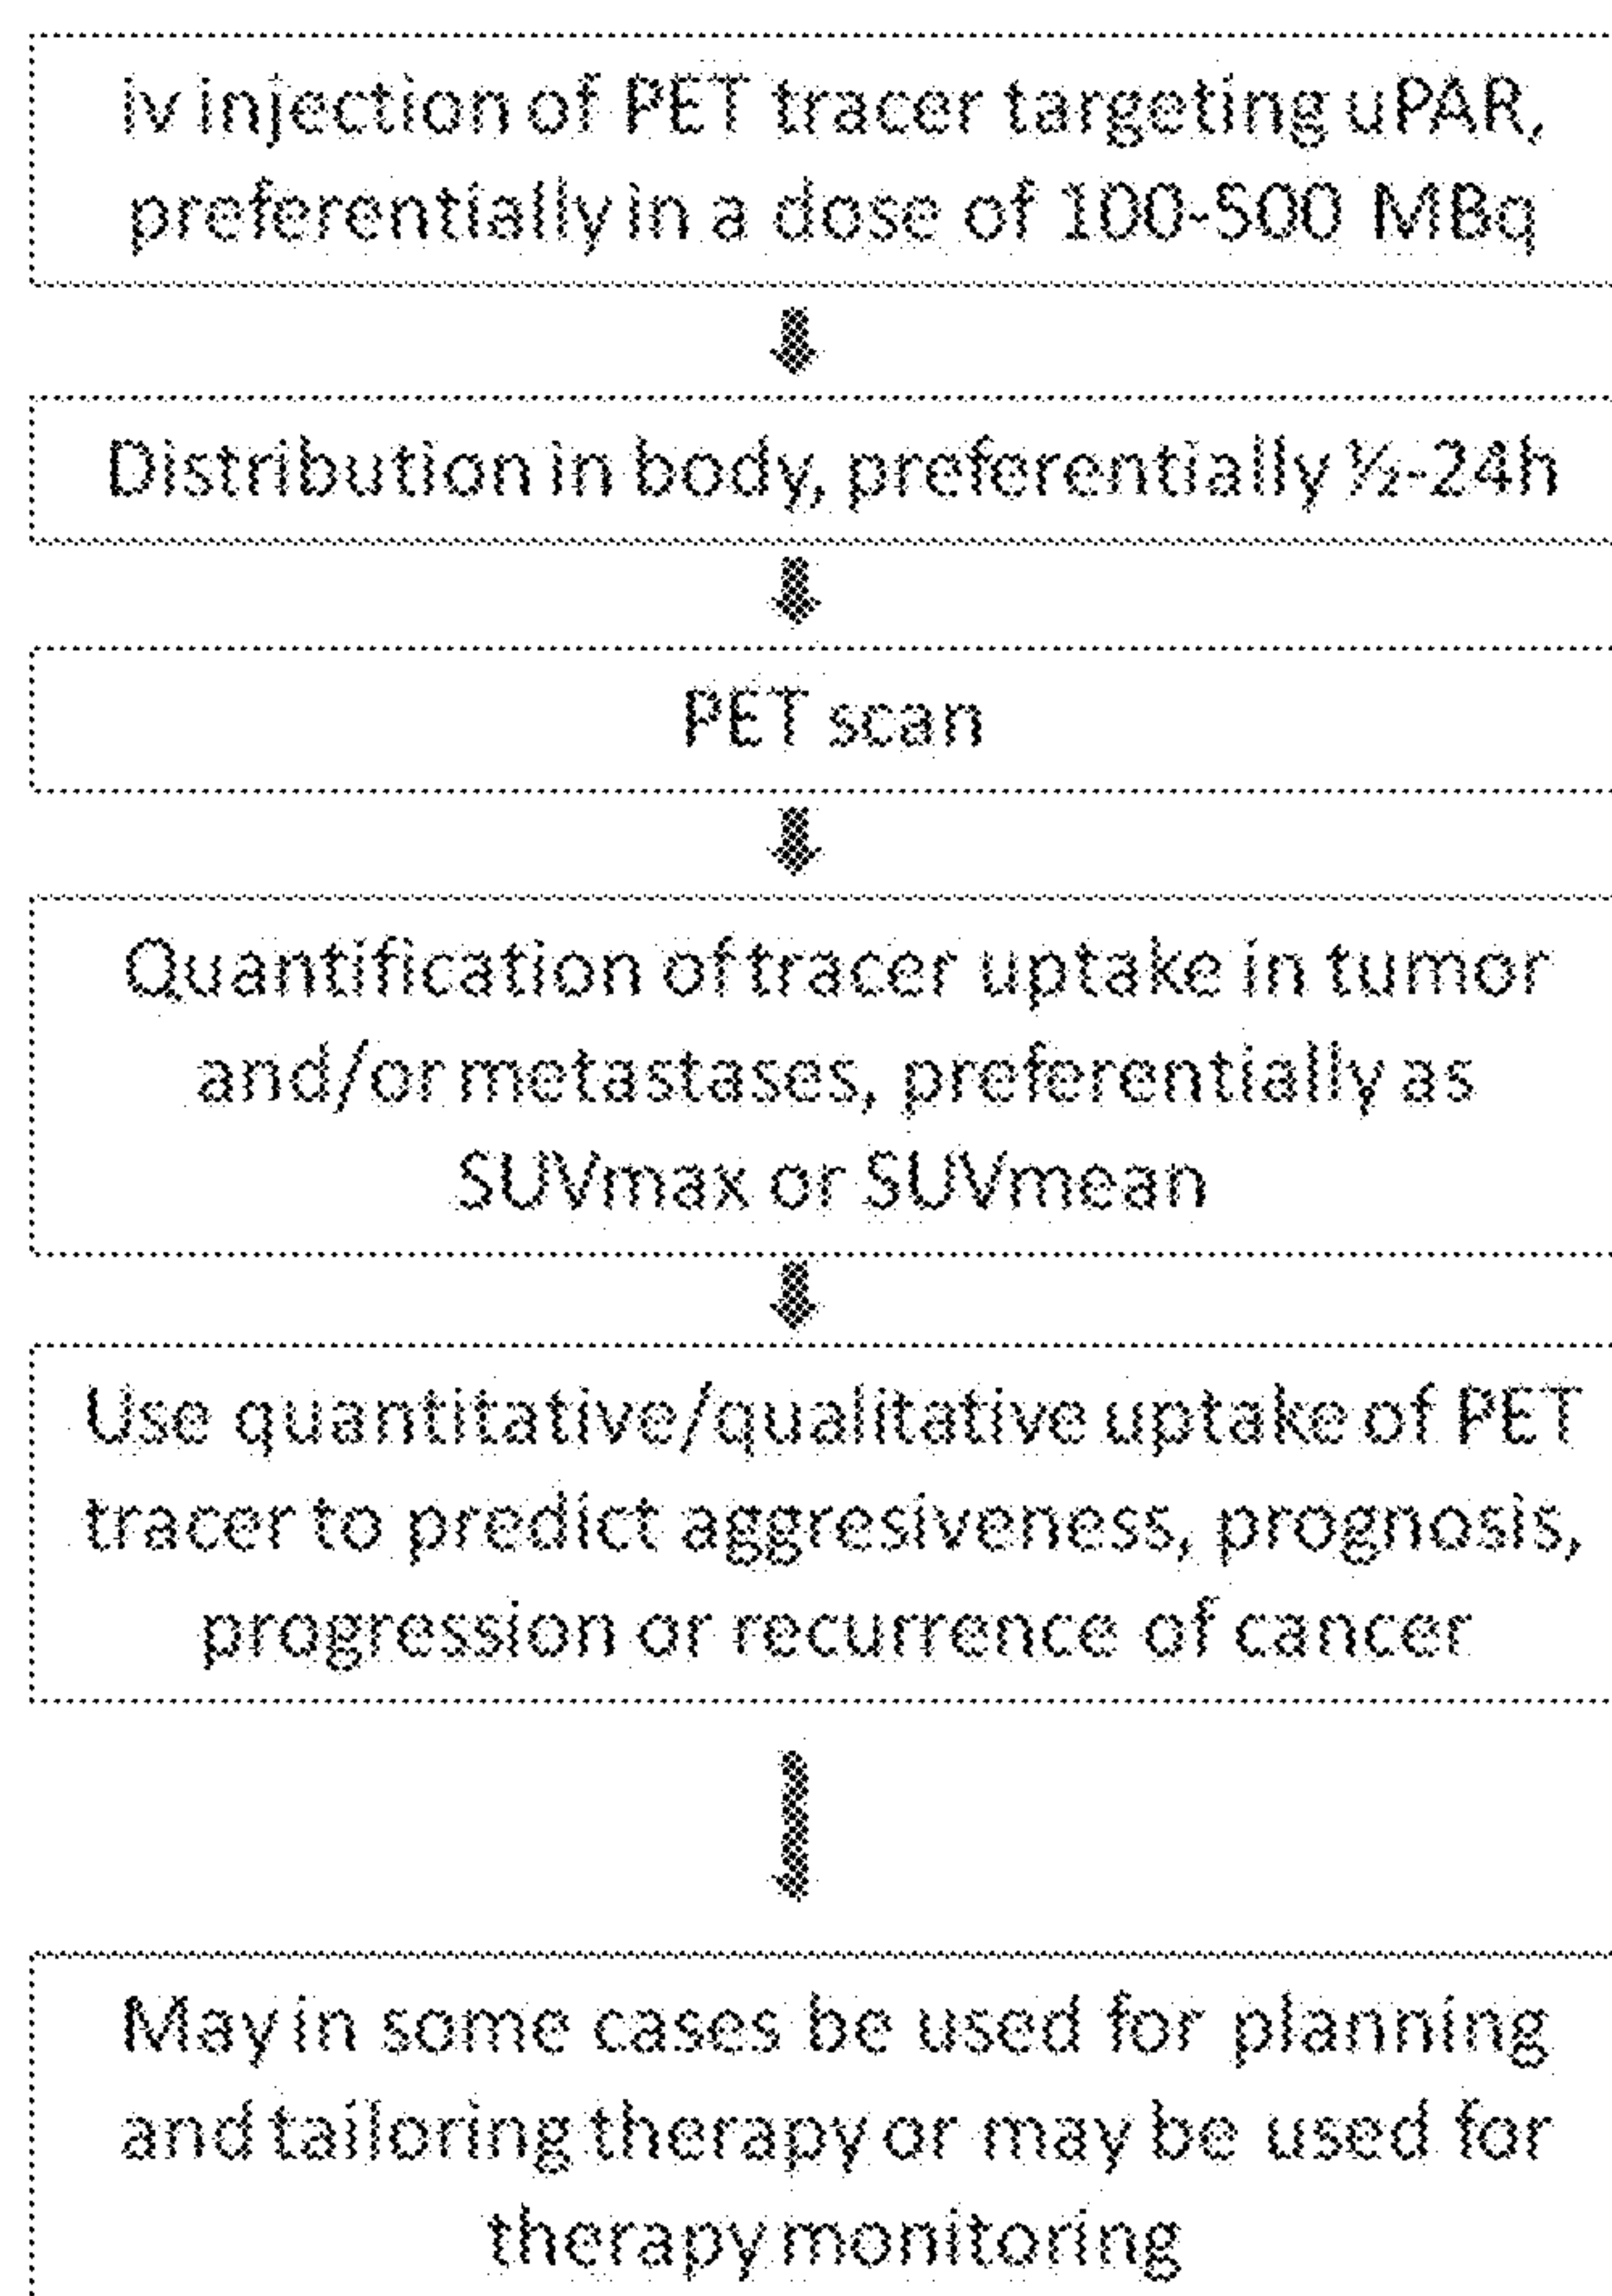 iv injection of PET tracer targeting uPAR,
preferentially in a dose of 100-500 MBq
Distribution in body, preferentially ½-24h
PET scan
Quantification of tracer uptake in tumor
and/or metastases, preferentially as
SUVmax or SUVmean
Use quantitative/qualitative uptake of PET
tracer to predict aggresiveness, prognosis,
progression or recurrence of cancer
May in some cases be used for planning
and tailoring therapy or may be used for
therapy monitoring